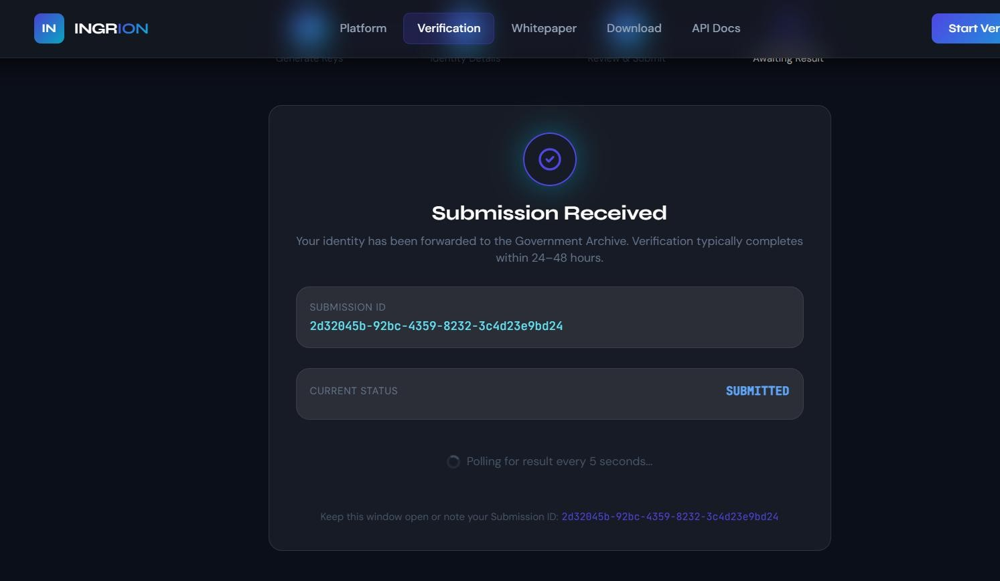 IN INGRION Platform Verification Whitepaper Download API Docs Start Ver
Generate Keys Identity Details Review & Submit Awaiting Result
Submission Received
Your identity has been forwarded to the Government Archive. Verification typically completes
within 24–48 hours.
SUBMISSION ID
2d32045b-92bc-4359-8232-3c4d23e9bd24
CURRENT STATUS SUBMITTED
Polling for result every 5 seconds...
Keep this window open or note your Submission ID: 2d32045b-92bc-4359-8232-3c4d23e9bd24